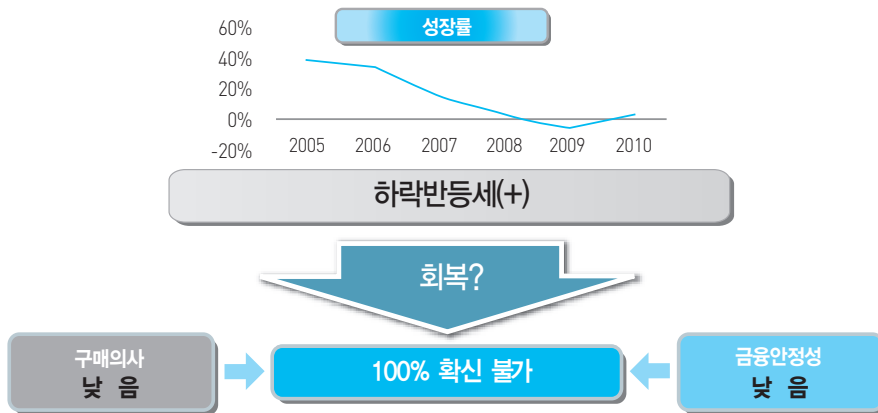 성장률
60%
40%
20%
0%
-20%
2005 2006 2007 2008 2009 2010
하락반등세(+)
회복?
구매의사
낮 음
100% 확신 불가
금융안정성
낮 음